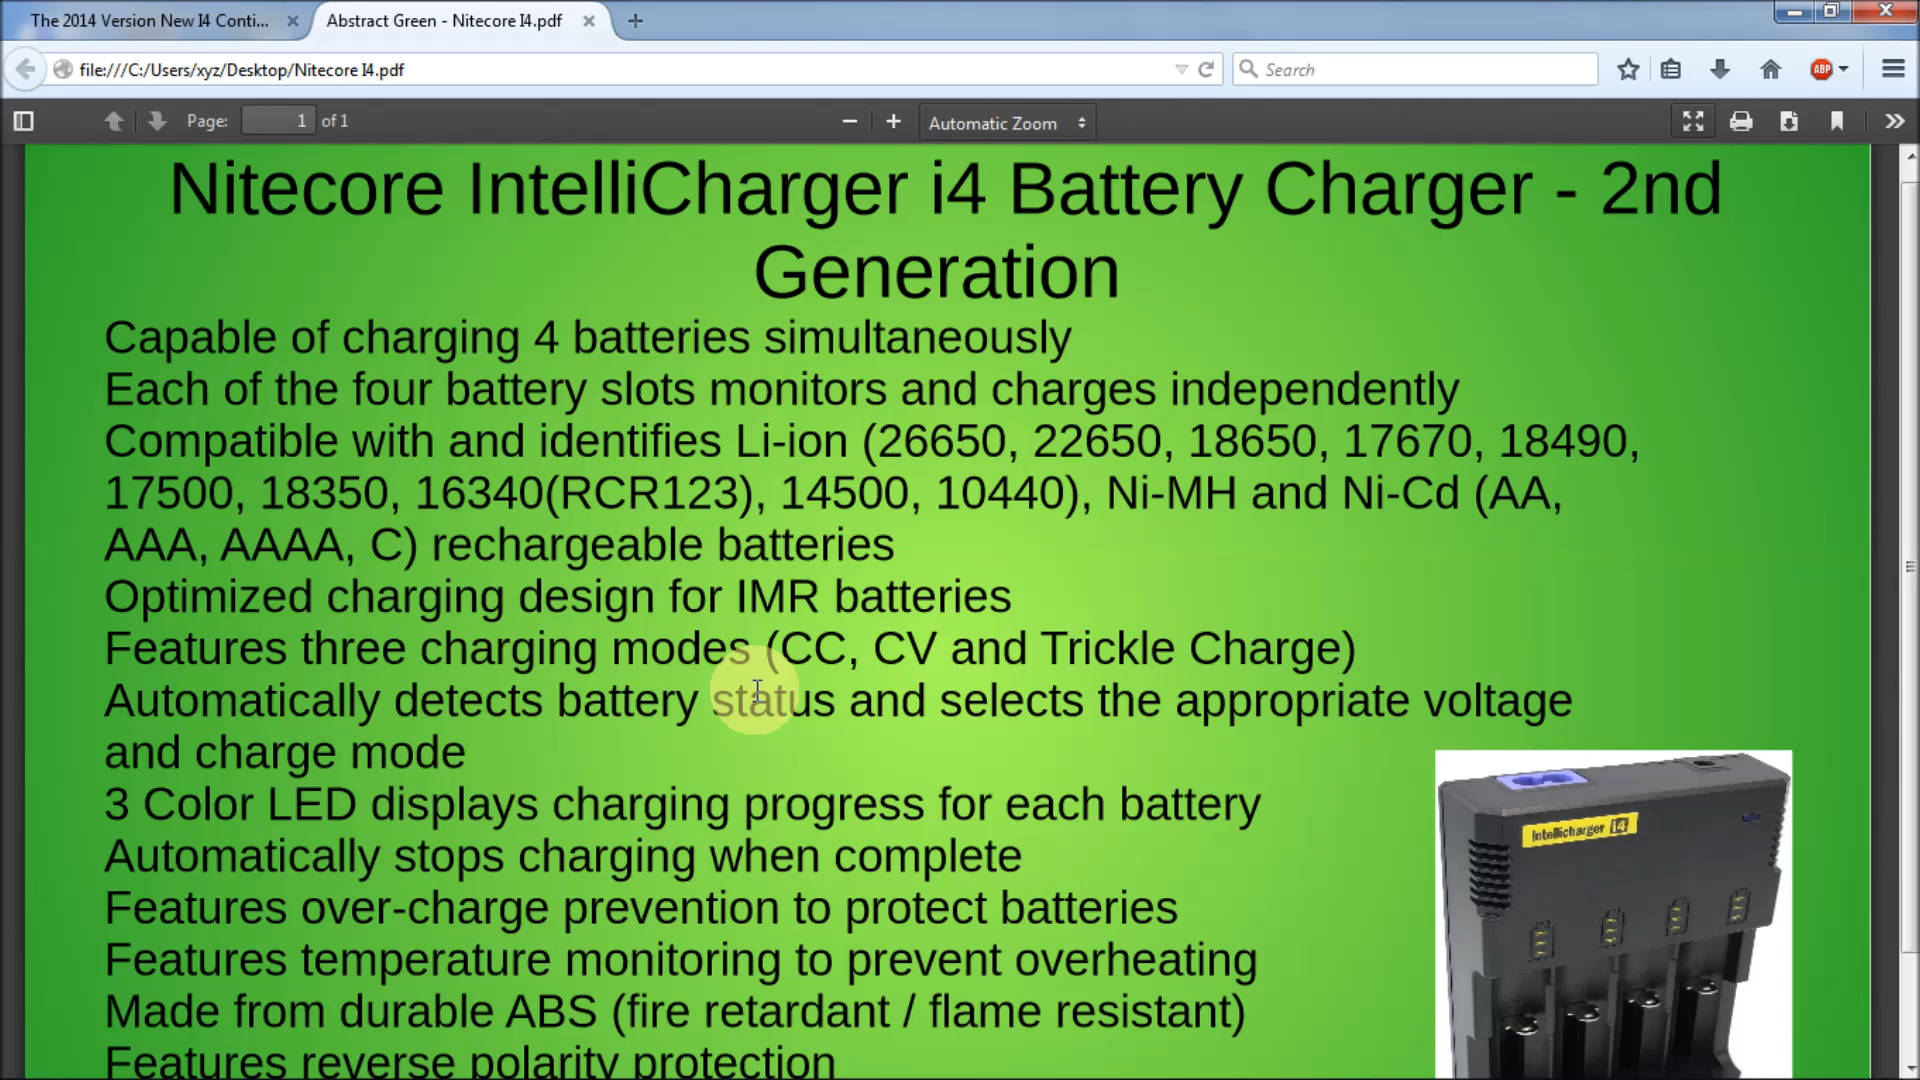 The 2014 Version New I4 Conti...
Abstract Green - Nitecore I4.pdf
file:///C:/Users/xyz/Desktop/Nitecore I4.pdf
Search
ABP
Page: 1 of 1
Automatic Zoom
Nitecore IntelliCharger i4 Battery Charger - 2nd
Generation
Capable of charging 4 batteries simultaneously
Each of the four battery slots monitors and charges independently
Compatible with and identifies Li-ion (26650, 22650, 18650, 17670, 18490,
17500, 18350, 16340(RCR123), 14500, 10440), Ni-MH and Ni-Cd (AA,
AAA, AAAA, C) rechargeable batteries
Optimized charging design for IMR batteries
Features three charging modes (CC, CV and Trickle Charge)
Automatically detects battery status and selects the appropriate voltage
and charge mode
3 Color LED displays charging progress for each battery
Automatically stops charging when complete
Features over-charge prevention to protect batteries
Features temperature monitoring to prevent overheating
Made from durable ABS (fire retardant / flame resistant)
Features reverse polarity protection
Intellicharger i4